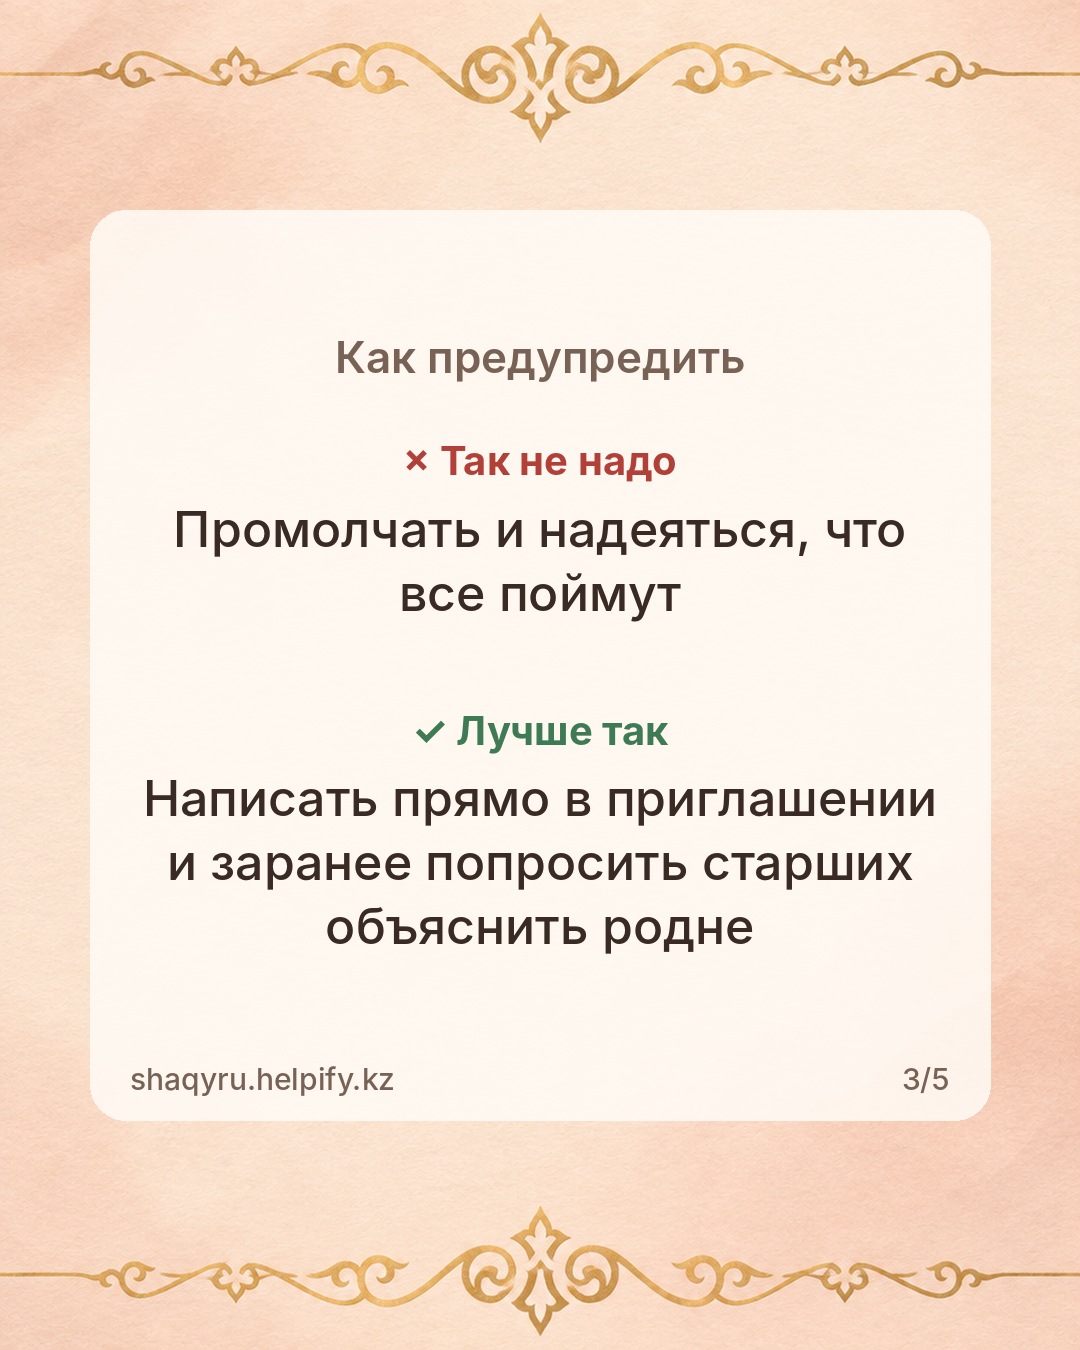 Как предупредить
× Так не надо
Промолчать и надеяться, что
все поймут
✓ Лучше так
Написать прямо в приглашении
и заранее попросить старших
объяснить родне
shaqyru.helpify.kz
3/5